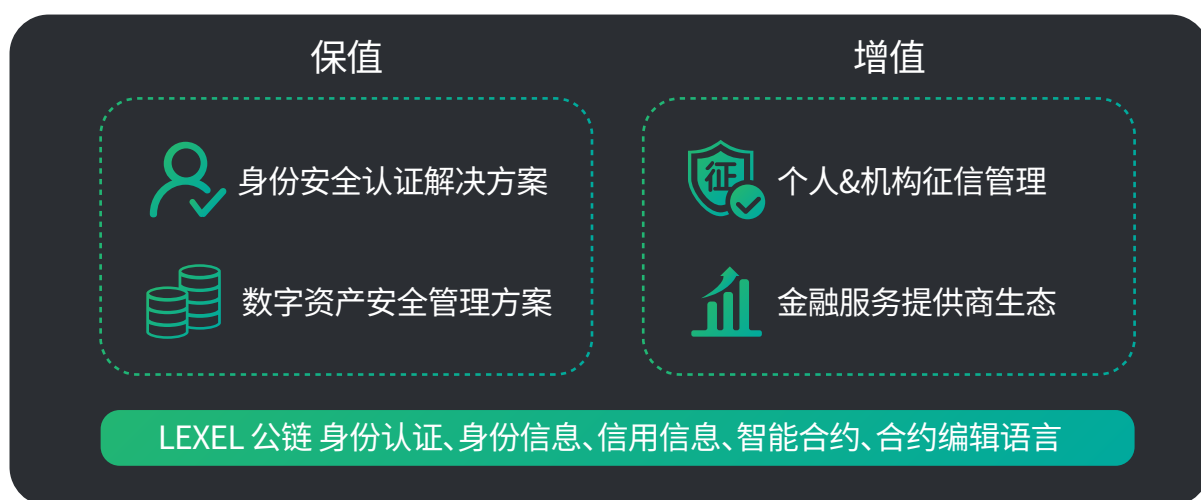 保值
增值
身份安全认证解决方案
数字资产安全管理方案
征
个人&机构征信管理
金融服务提供商生态
LEXEL 公链 身份认证、身份信息、信用信息、智能合约、合约编辑语言